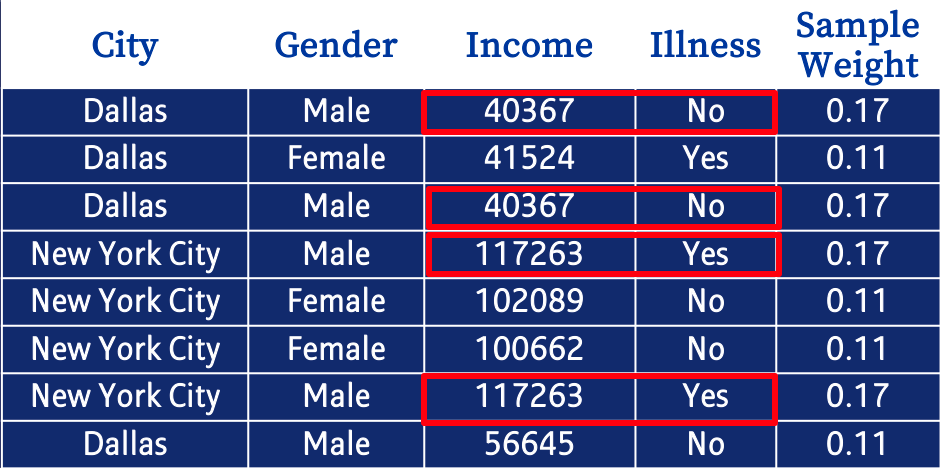 City Gender Income Illness Sample Weight
Dallas Male 40367 No 0.17
Dallas Female 41524 Yes 0.11
Dallas Male 40367 No 0.17
New York City Male 117263 Yes 0.17
New York City Female 102089 No 0.11
New York City Female 100662 No 0.11
New York City Male 117263 Yes 0.17
Dallas Male 56645 No 0.11